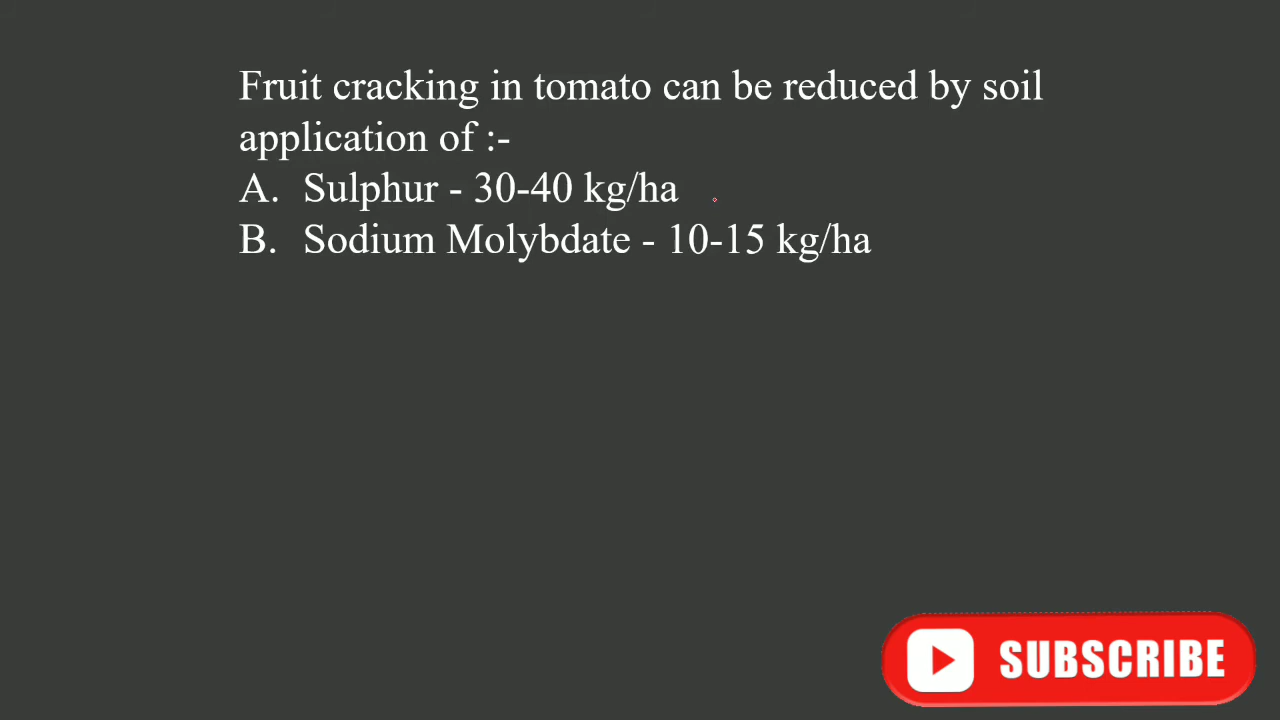 Fruit cracking in tomato can be reduced by soil
application of :-
A. Sulphur - 30-40 kg/ha
B. Sodium Molybdate - 10-15 kg/ha
SUBSCRIBE